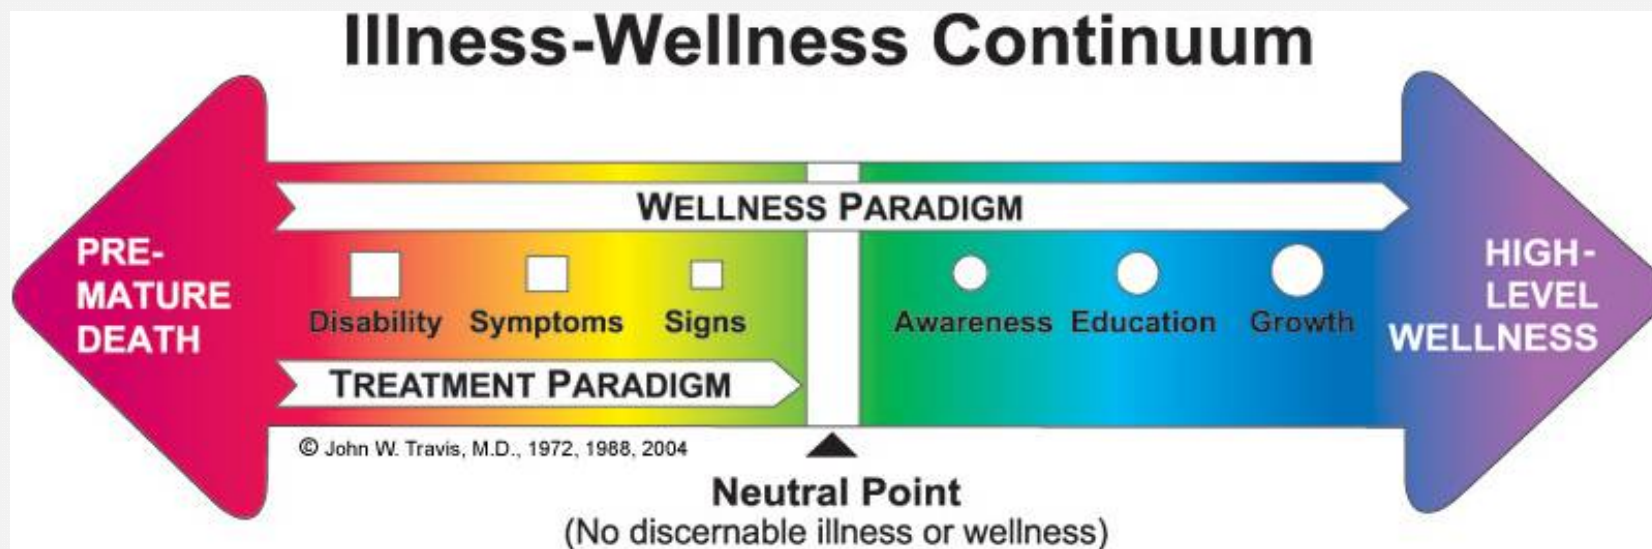 Illness-Wellness Continuum
WELLNESS PARADIGM
PRE-
MATURE
DEATH
Disability Symptoms Signs
Awareness Education Growth
HIGH-
LEVEL
WELLNESS
TREATMENT PARADIGM
© John W. Travis, M.D., 1972, 1988, 2004
Neutral Point
(No discernable illness or wellness)